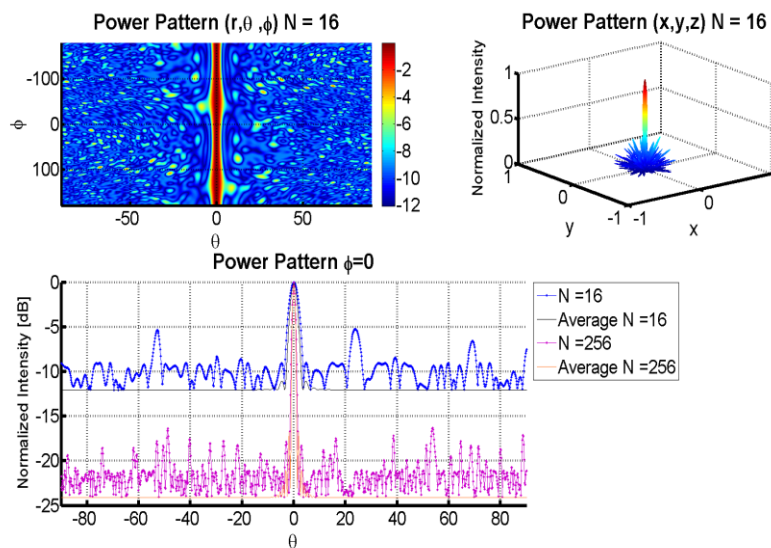 Power Pattern (r,θ,ϕ) N = 16
-100
0
100
ϕ
-50
0
50
θ
-2
-4
-6
-8
-10
-12
Power Pattern (x,y,z) N = 16
Normalized Intensity
1
0.5
0
1
0
-1
y
-1
0
x
Power Pattern ϕ=0
Normalized Intensity [dB]
0
-5
-10
-15
-20
-25
-80
-60
-40
-20
0
20
40
60
80
θ
N =16
Average N =16
N =256
Average N =256